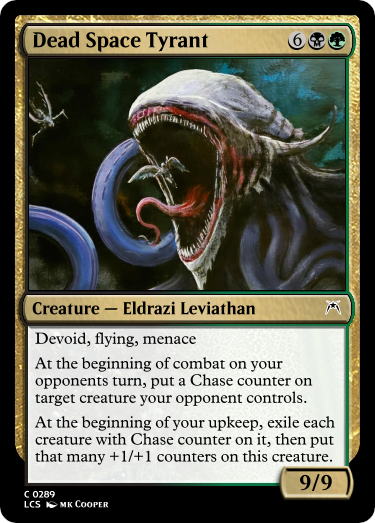 Dead Space Tyrant 6
Creature — Eldrazi Leviathan
Devoid, flying, menace
At the beginning of combat on your
opponents turn, put a Chase counter on
target creature your opponent controls.
At the beginning of your upkeep, exile each
creature with Chase counter on it, then put
that many +1/+1 counters on this creature.
9/9
C 0289
LCS MK COOPER